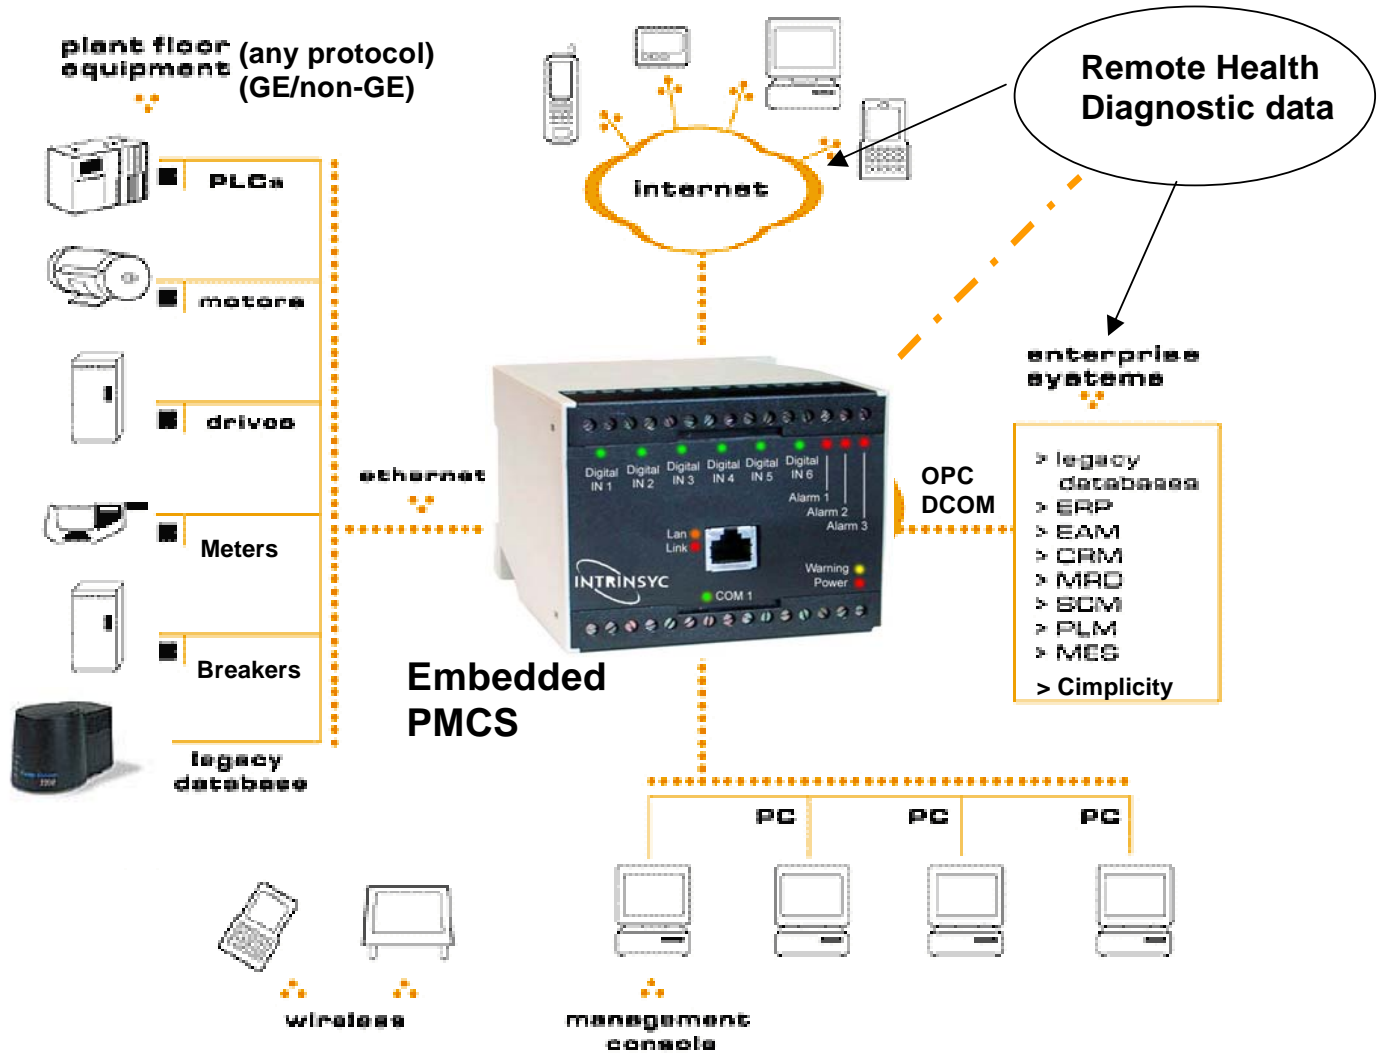 plant floor
equipment
(any protocol)
(GE/non-GE)
Remote Health
Diagnostic data
internet
PLCs
motors
drives
Meters
Breakers
legacy
database
ethernet
Digital
IN 1
Digital
IN 2
Digital
IN 3
Digital
IN 4
Digital
IN 5
Digital
IN 6
Alarm 1
Alarm 2
Alarm 3
Lan
Link
INTRINSYC
Warning
Power
COM 1
OPC
DCOM
enterprise
systems
> legacy
databases
> ERP
> EAM
> CRM
> MRO
> SCM
> PLM
> MES
> Cimplicity
Embedded
PMCS
PC
PC
PC
wireless
management
console